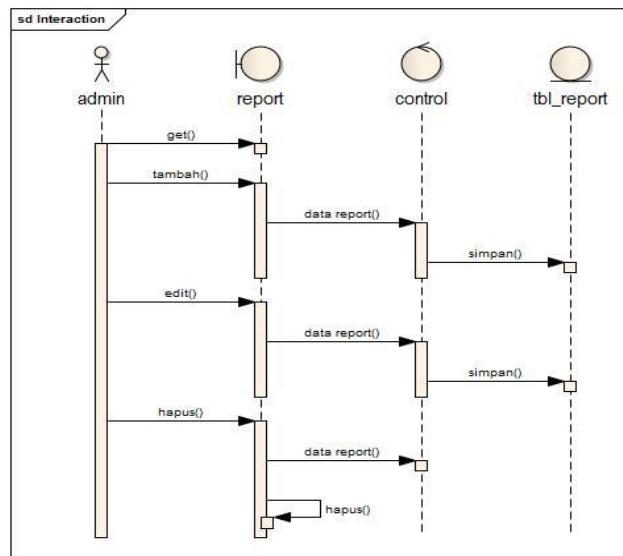 sd Interaction
admin
report
control
tbl_report
get()
tambah()
data report()
simpan()
edit()
data report()
simpan()
hapus()
data report()
hapus()